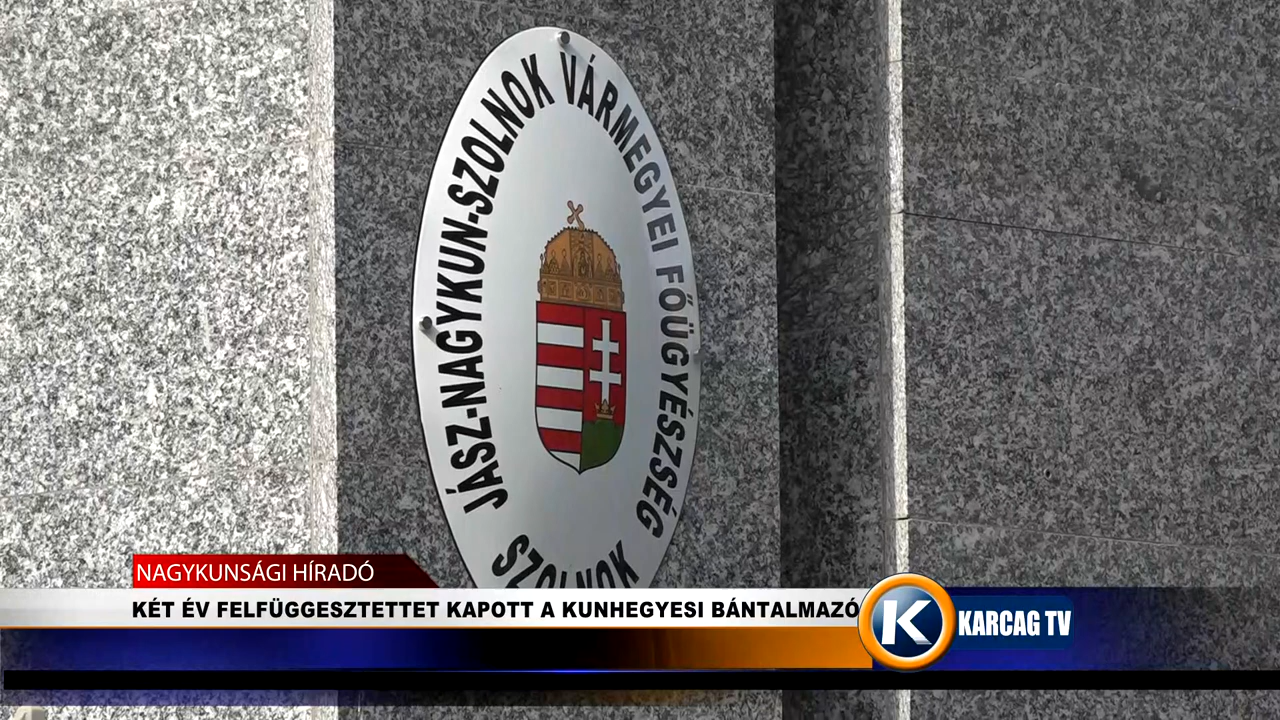 JÁSZ-NAGYKUN-SZOLNOK VÁRMEGYEI FŐÜGYÉSZSÉG
SZOLNOK
NAGYKUNSÁGI HÍRADÓ
KÉT ÉV FELFÜGGESZTETTET KAPOTT A KUNHEGYESI BÁNTALMAZÓ
K KARCAG TV